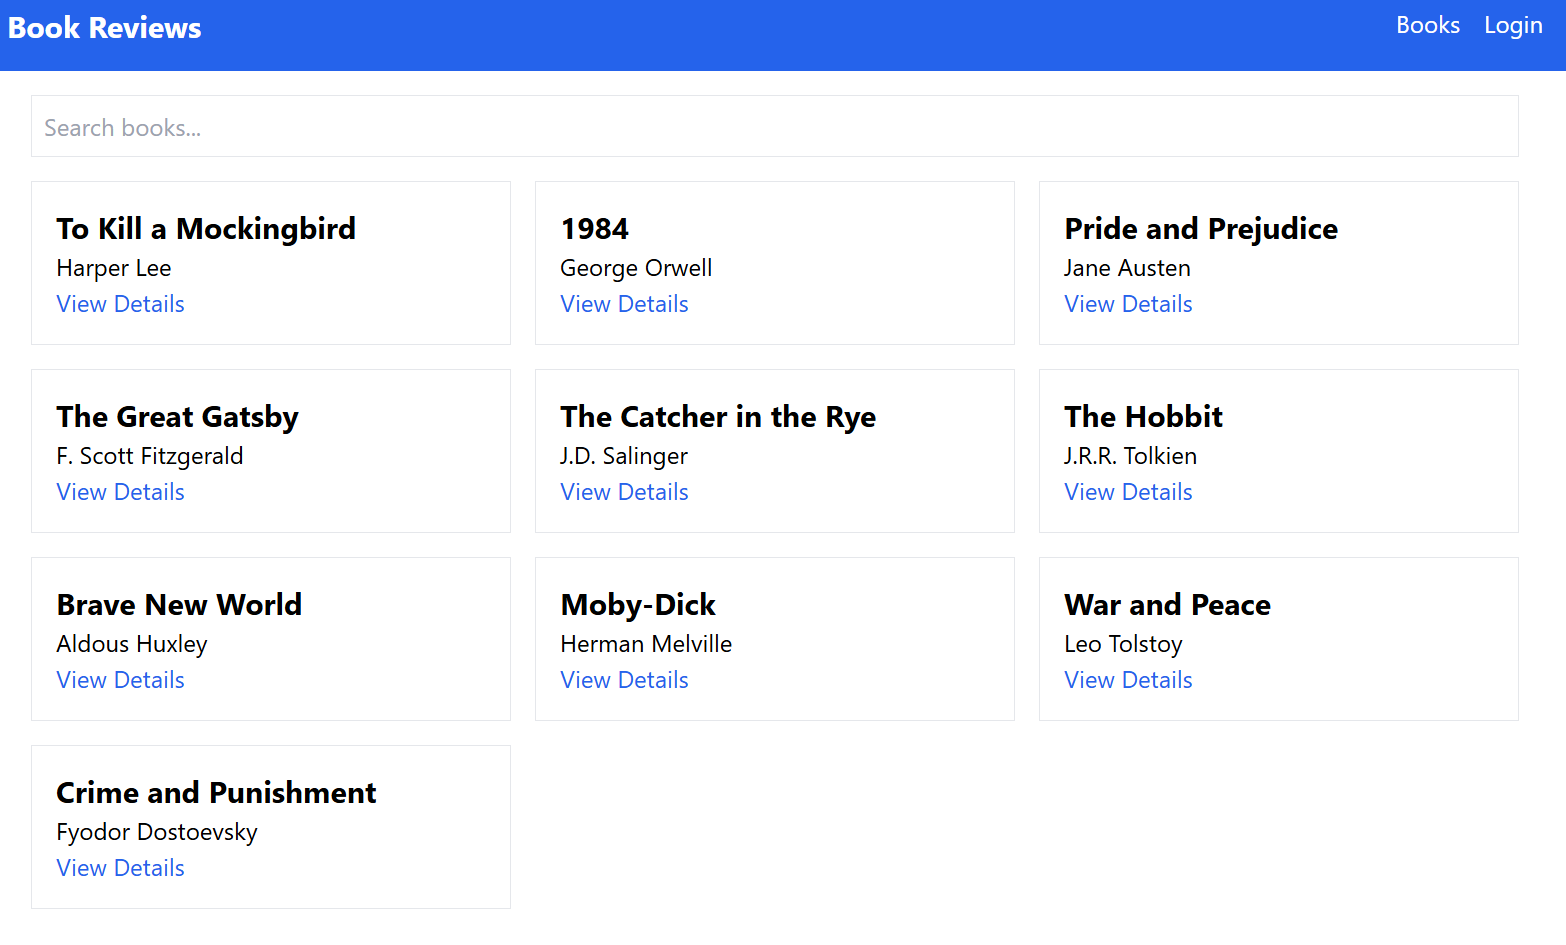 Book Reviews
Books
Login
Search books...
To Kill a Mockingbird
Harper Lee
View Details
1984
George Orwell
View Details
Pride and Prejudice
Jane Austen
View Details
The Great Gatsby
F. Scott Fitzgerald
View Details
The Catcher in the Rye
J.D. Salinger
View Details
The Hobbit
J.R.R. Tolkien
View Details
Brave New World
Aldous Huxley
View Details
Moby-Dick
Herman Melville
View Details
War and Peace
Leo Tolstoy
View Details
Crime and Punishment
Fyodor Dostoevsky
View Details